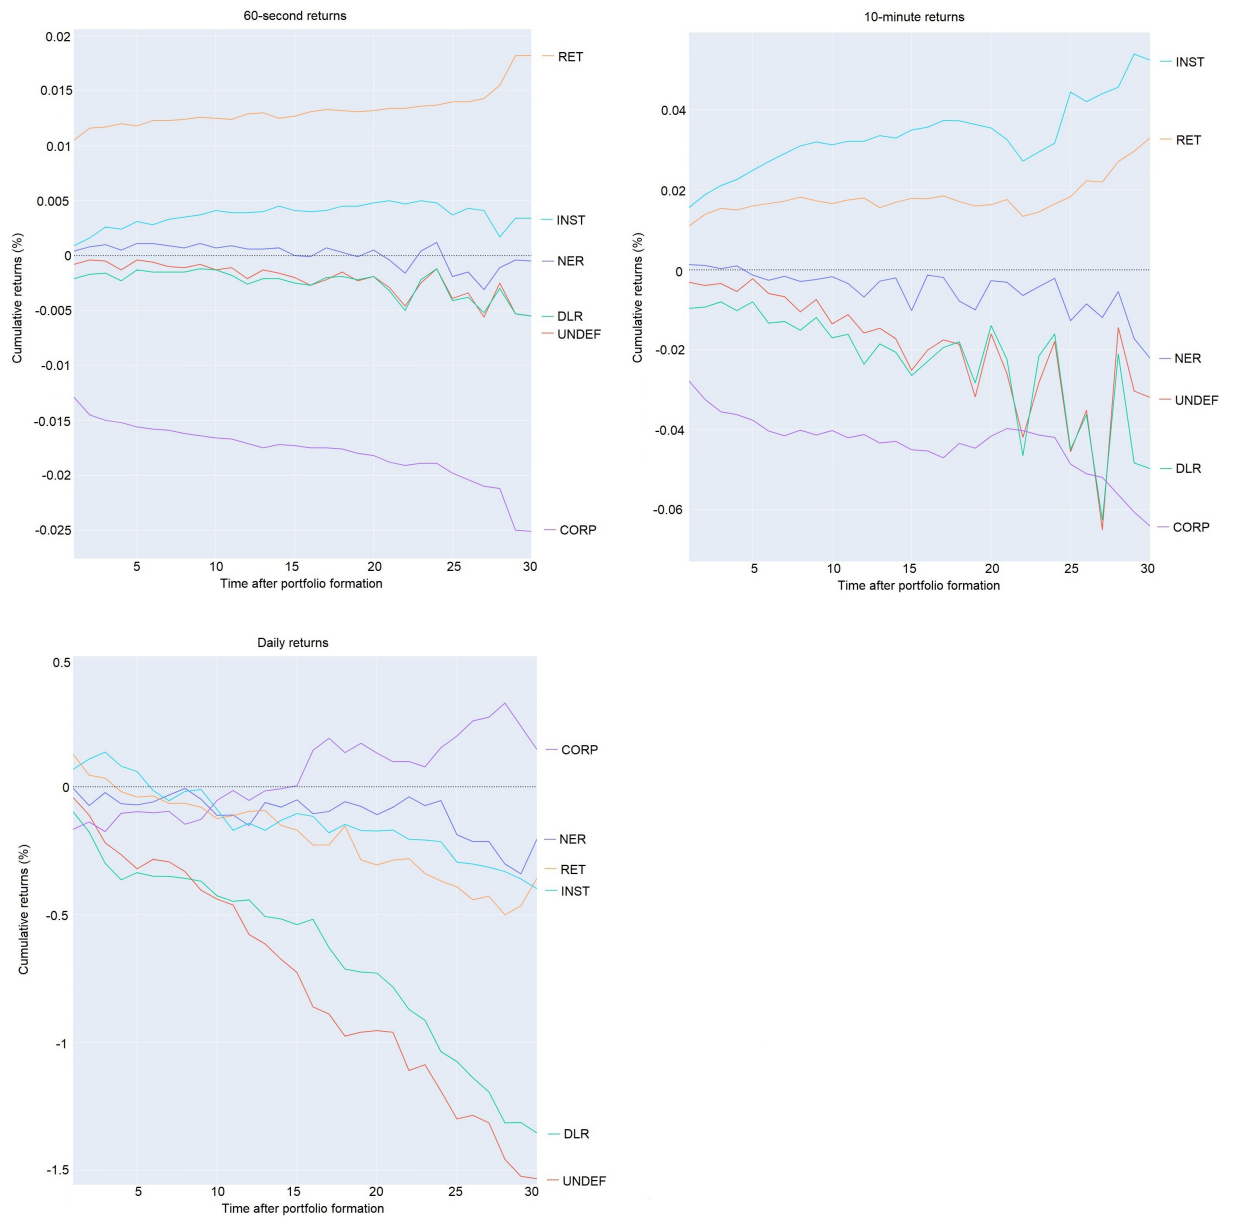 60-second returns
0.02
0.015
0.01
0.005
0
-0.005
-0.01
-0.015
-0.02
-0.025
Cumulative returns (%)
RET
INST
NER
DLR
UNDEF
CORP
5 10 15 20 25 30
Time after portfolio formation
10-minute returns
0.04
0.02
0
-0.02
-0.04
-0.06
Cumulative returns (%)
INST
RET
NER
UNDEF
DLR
CORP
5 10 15 20 25 30
Time after portfolio formation
Daily returns
0.5
0
-0.5
-1
-1.5
Cumulative returns (%)
CORP
NER
RET
INST
DLR
UNDEF
5 10 15 20 25 30
Time after portfolio formation